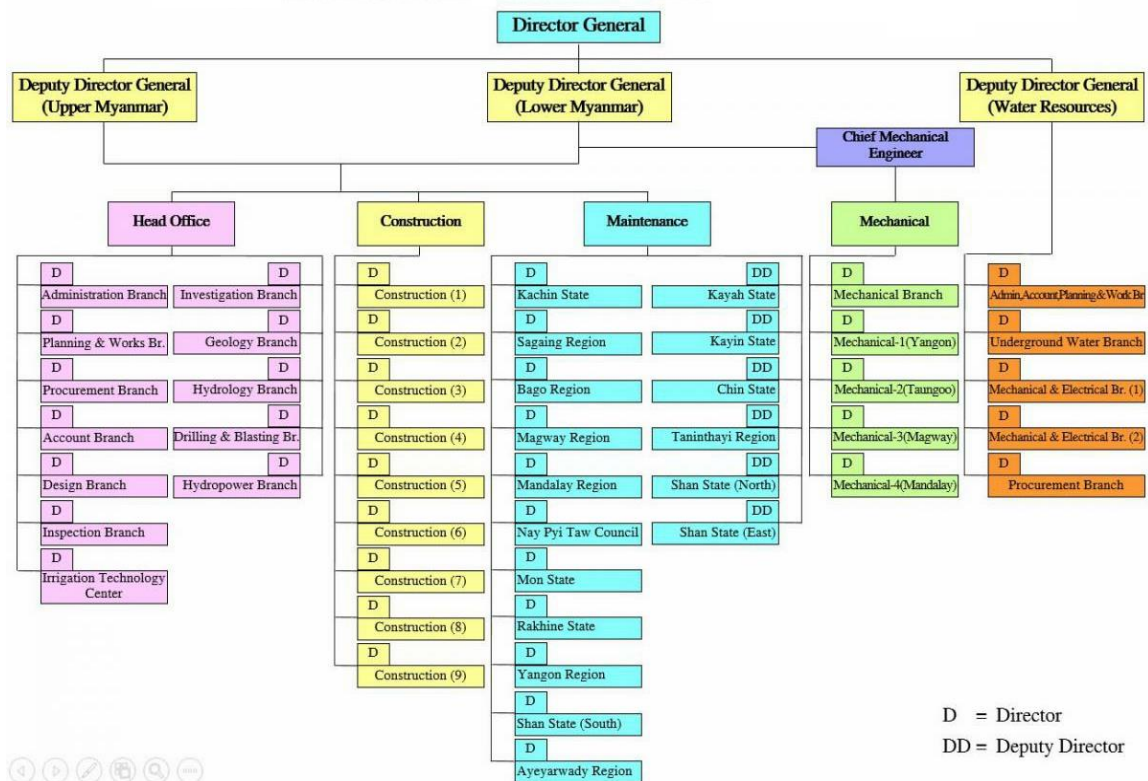 Director General
Deputy Director General
(Upper Myanmar)
Deputy Director General
(Lower Myanmar)
Deputy Director General
(Water Resources)
Chief Mechanical
Engineer
Head Office
Construction
Maintenance
Mechanical
D
Administration Branch
D
Planning & Works Br.
D
Procurement Branch
D
Account Branch
D
Design Branch
D
Inspection Branch
D
Irrigation Technology
Center
D
Investigation Branch
D
Geology Branch
D
Hydrology Branch
D
Drilling & Blasting Br.
D
Hydropower Branch
D
Construction (1)
D
Construction (2)
D
Construction (3)
D
Construction (4)
D
Construction (5)
D
Construction (6)
D
Construction (7)
D
Construction (8)
D
Construction (9)
D
Kachin State
D
Sagaing Region
D
Bago Region
D
Magway Region
D
Mandalay Region
D
Nay Pyi Taw Council
D
Mon State
D
Rakhine State
D
Yangon Region
D
Shan State (South)
D
Ayeyarwady Region
DD
Kayah State
DD
Kayin State
DD
Chin State
DD
Taninthayi Region
DD
Shan State (North)
DD
Shan State (East)
D
Mechanical Branch
D
Mechanical-1(Yangon)
D
Mechanical-2(Taungoo)
D
Mechanical-3(Magway)
D
Mechanical-4(Mandalay)
D
Admin,Account,Planning & Work Br
D
Underground Water Branch
D
Mechanical & Electrical Br. (1)
D
Mechanical & Electrical Br. (2)
D
Procurement Branch
D = Director
DD = Deputy Director